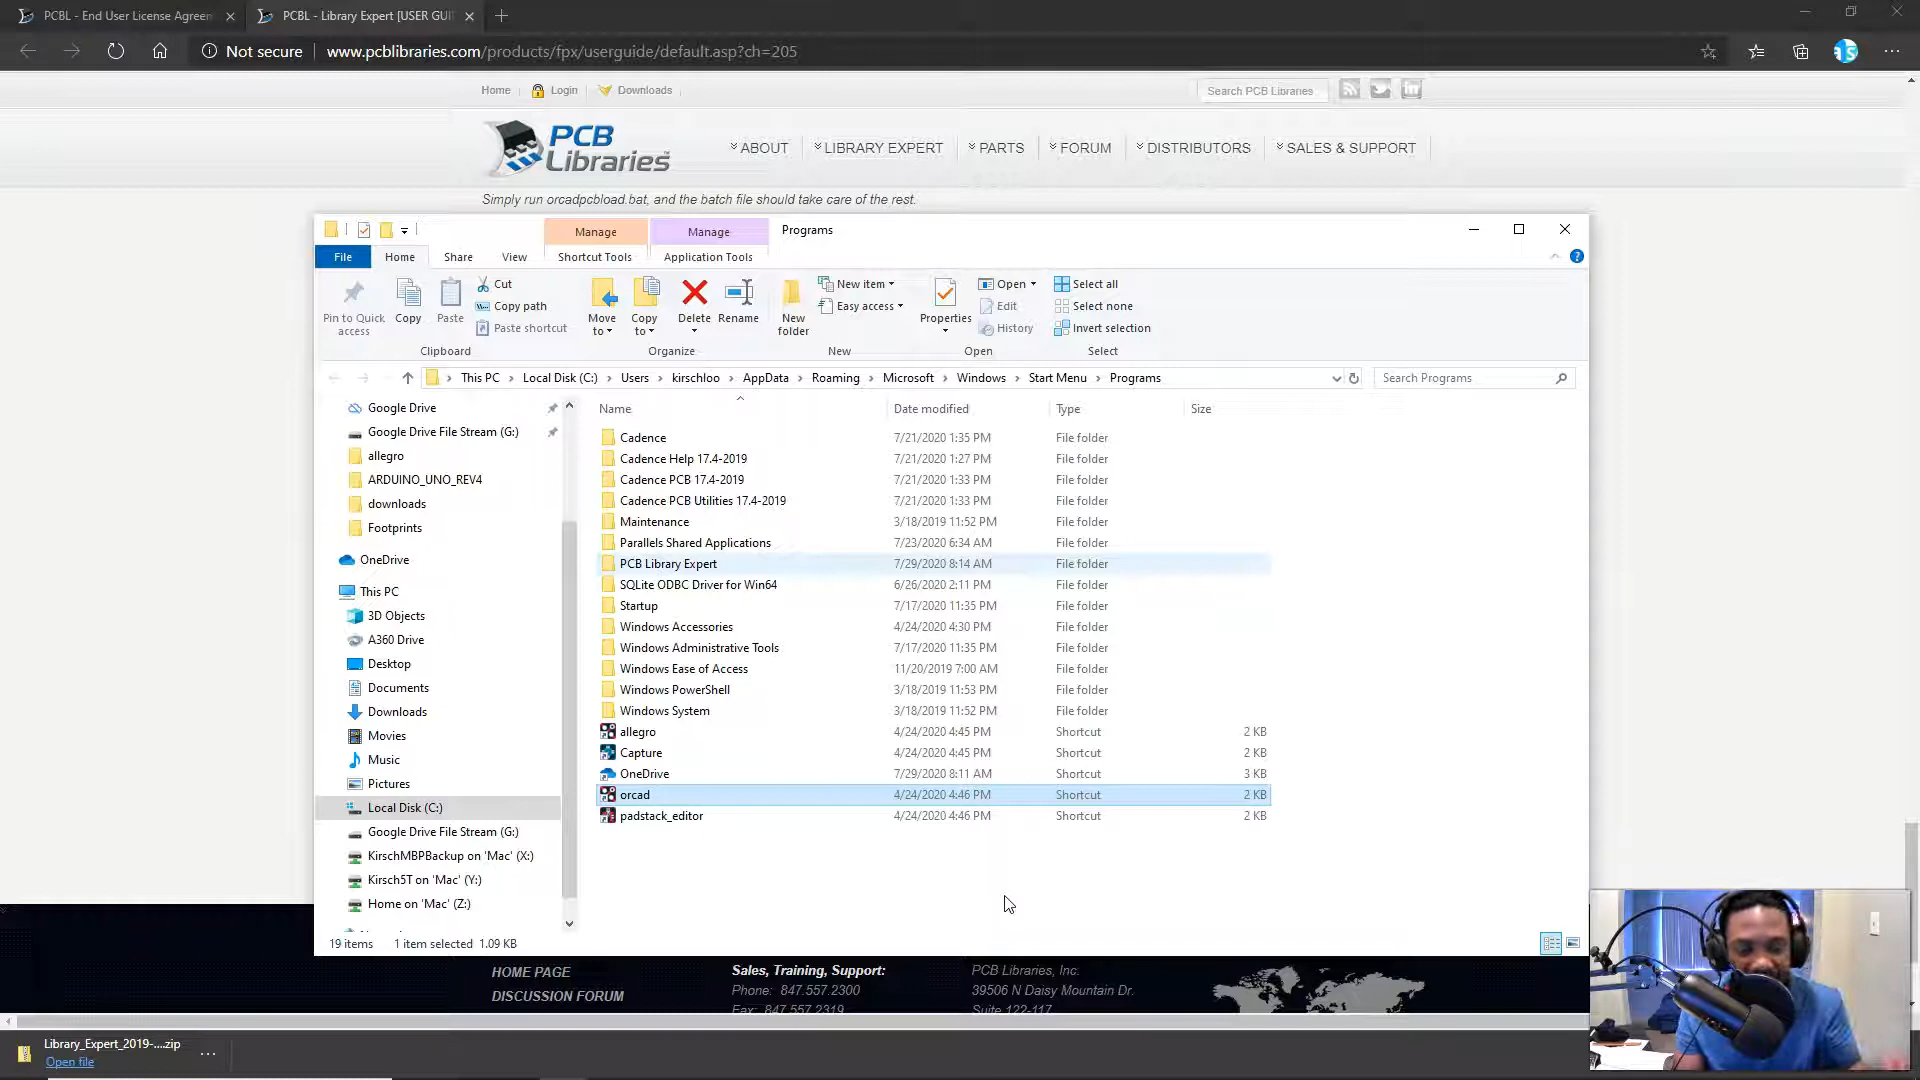 PCBL - End User License Agreem
PCBL - Library Expert [USER GUI
Not secure
www.pcblibraries.com/products/fpx/userguide/default.asp?ch=205
Home
Login
Downloads
Search PCB Libraries
PCB Libraries
ABOUT
LIBRARY EXPERT
PARTS
FORUM
DISTRIBUTORS
SALES & SUPPORT
Simply run orcadpcbload.bat, and the batch file should take care of the rest.
Manage
Manage
Programs
File
Home
Share
View
Shortcut Tools
Application Tools
Pin to Quick access
Copy
Paste
Cut
Copy path
Paste shortcut
Move to
Copy to
Delete
Rename
New folder
New item
Easy access
Properties
Open
Edit
History
Select all
Select none
Invert selection
Clipboard
Organize
New
Open
Select
This PC
Local Disk (C:)
Users
kirschloo
AppData
Roaming
Microsoft
Windows
Start Menu
Programs
Search Programs
Name
Date modified
Type
Size
Google Drive
Google Drive File Stream (G:)
allegro
ARDUINO_UNO_REV4
downloads
Footprints
OneDrive
This PC
3D Objects
A360 Drive
Desktop
Documents
Downloads
Movies
Music
Pictures
Local Disk (C:)
Google Drive File Stream (G:)
KirschMBPBackup on 'Mac' (X:)
Kirsch5T on 'Mac' (Y:)
Home on 'Mac' (Z:)
Cadence 7/21/2020 1:35 PM File folder
Cadence Help 17.4-2019 7/21/2020 1:27 PM File folder
Cadence PCB 17.4-2019 7/21/2020 1:33 PM File folder
Cadence PCB Utilities 17.4-2019 7/21/2020 1:33 PM File folder
Maintenance 3/18/2019 11:52 PM File folder
Parallels Shared Applications 7/23/2020 6:34 AM File folder
PCB Library Expert 7/29/2020 8:14 AM File folder
SQLite ODBC Driver for Win64 6/26/2020 2:11 PM File folder
Startup 7/17/2020 11:35 PM File folder
Windows Accessories 4/24/2020 4:30 PM File folder
Windows Administrative Tools 7/17/2020 11:35 PM File folder
Windows Ease of Access 11/20/2019 7:00 AM File folder
Windows PowerShell 3/18/2019 11:53 PM File folder
Windows System 3/18/2019 11:52 PM File folder
allegro 4/24/2020 4:45 PM Shortcut 2 KB
Capture 4/24/2020 4:45 PM Shortcut 2 KB
OneDrive 7/29/2020 8:11 AM Shortcut 3 KB
orcad 4/24/2020 4:46 PM Shortcut 2 KB
padstack_editor 4/24/2020 4:46 PM Shortcut 2 KB
19 items
1 item selected 1.09 KB
HOME PAGE
DISCUSSION FORUM
Sales, Training, Support:
Phone: 847.557.2300
Fax: 847.557.2319
PCB Libraries, Inc.
39506 N Daisy Mountain Dr.
Suite 122-117
Library_Expert_2019-....zip
Open file